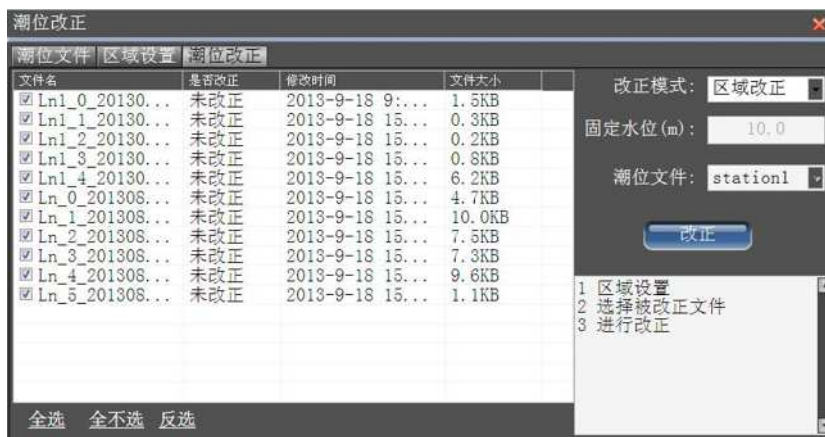 潮位改正
潮位文件 区域设置 潮位改正
文件名 是否改正 修改时间 文件大小
Ln1_0_20130... 未改正 2013-9-18 9:... 1.5KB
Ln1_1_20130... 未改正 2013-9-18 15... 0.3KB
Ln1_2_20130... 未改正 2013-9-18 15... 0.2KB
Ln1_3_20130... 未改正 2013-9-18 15... 0.8KB
Ln1_4_20130... 未改正 2013-9-18 15... 6.2KB
Ln_0_201308... 未改正 2013-9-18 15... 4.7KB
Ln_1_201308... 未改正 2013-9-18 15... 10.0KB
Ln_2_201308... 未改正 2013-9-18 15... 7.5KB
Ln_3_201308... 未改正 2013-9-18 15... 7.3KB
Ln_4_201308... 未改正 2013-9-18 15... 9.6KB
Ln_5_201308... 未改正 2013-9-18 15... 1.1KB
全选 全不选 反选
改正模式: 区域改正
固定水位(m): 10.0
潮位文件: station1
改正
1 区域设置
2 选择被改正文件
3 进行改正